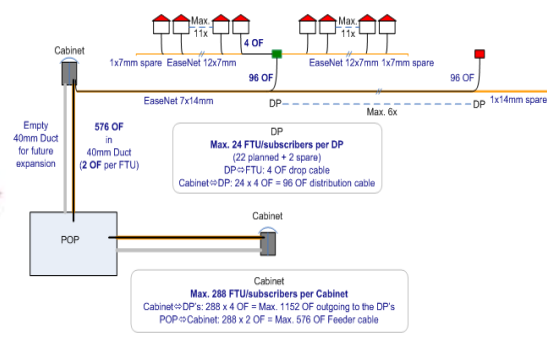 Max.
11x
Max.
11x
4 OF
Cabinet
1x7mm spare
EaseNet 12x7mm
EaseNet 12x7mm
1x7mm spare
96 OF
96 OF
EaseNet 7x14mm
DP
DP
1x14mm spare
Max. 6x
Empty
40mm Duct
for future
expansion
576 OF
in
40mm Duct
(2 OF per FTU)
DP
Max. 24 FTU/subscribers per DP
(22 planned + 2 spare)
DP⇔FTU: 4 OF drop cable
Cabinet⇔DP: 24 x 4 OF = 96 OF distribution cable
POP
Cabinet
Cabinet
Max. 288 FTU/subscribers per Cabinet
Cabinet⇔DP's: 288 x 4 OF = Max. 1152 OF outgoing to the DP's
POP⇔Cabinet: 288 x 2 OF = Max. 576 OF Feeder cable